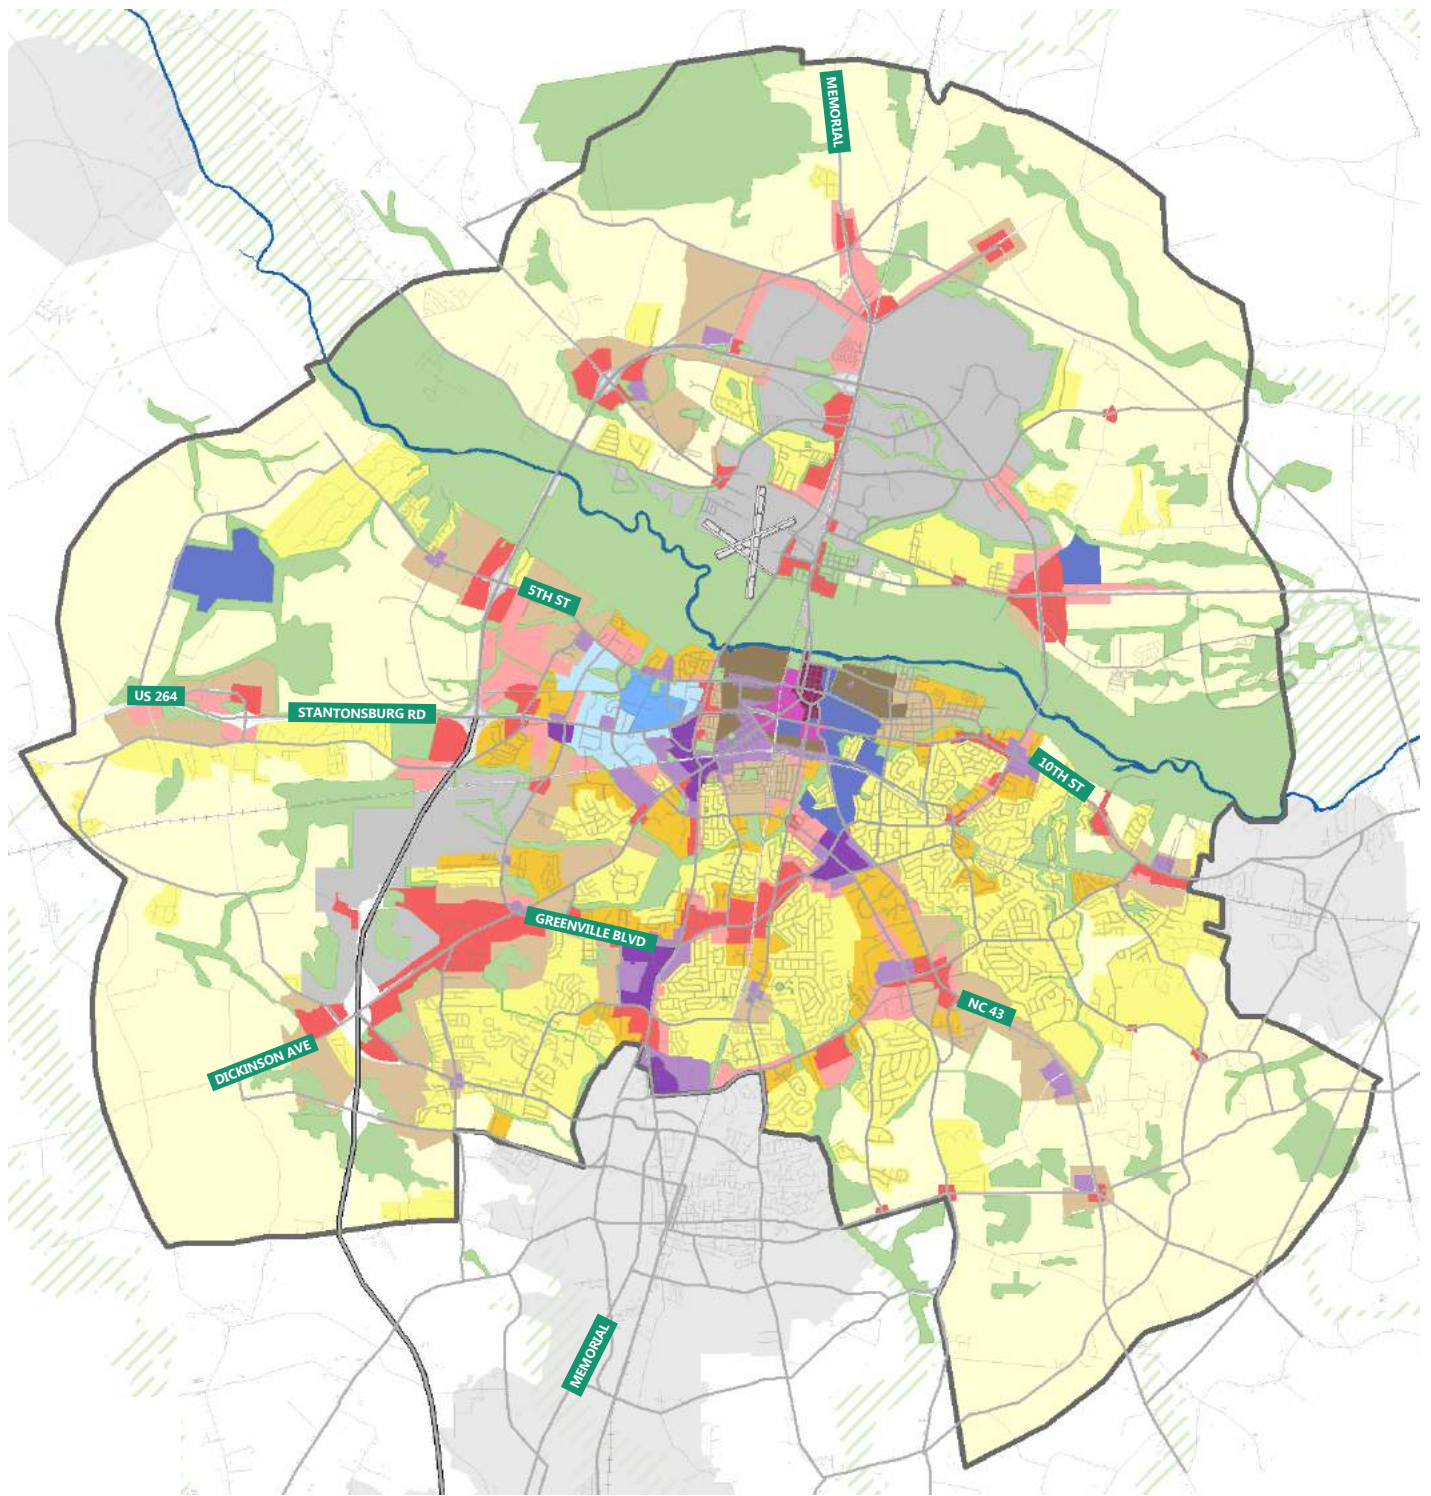 MEMORIAL
5TH ST
US 264
STANTONSBURG RD
10TH ST
GREENVILLE BLVD
NC 43
DICKINSON AVE
MEMORIAL